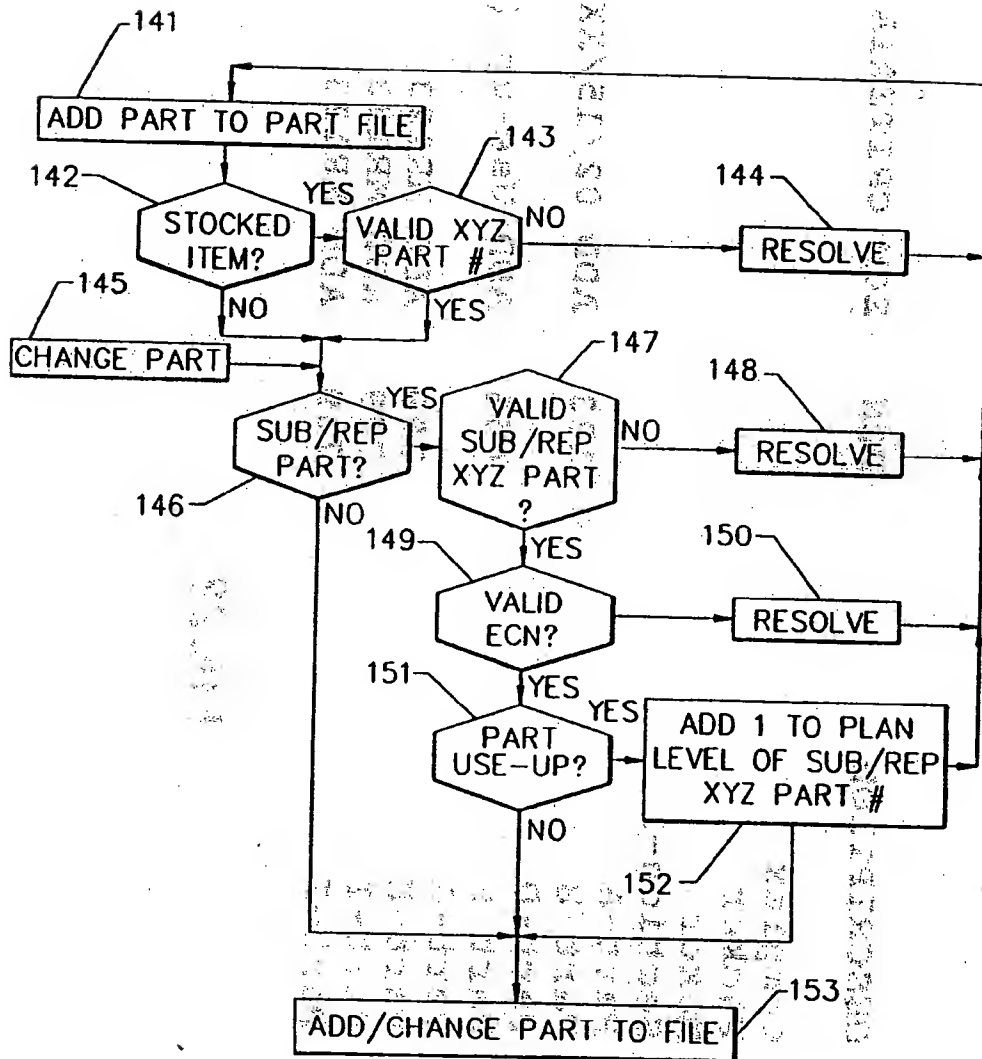 141
ADD PART TO PART FILE
142
143
STOCKED
ITEM?
YES
VALID XYZ
PART #
NO
144
RESOLVE
145
NO
YES
CHANGE PART
146
SUB/REP
PART?
YES
147
VALID
SUB/REP
XYZ PART
?
NO
148
RESOLVE
NO
YES
149
VALID
ECN?
150
RESOLVE
YES
151
PART
USE-UP?
YES
ADD 1 TO PLAN
LEVEL OF SUB/REP
XYZ PART #
152
NO
ADD/CHANGE PART TO FILE
153